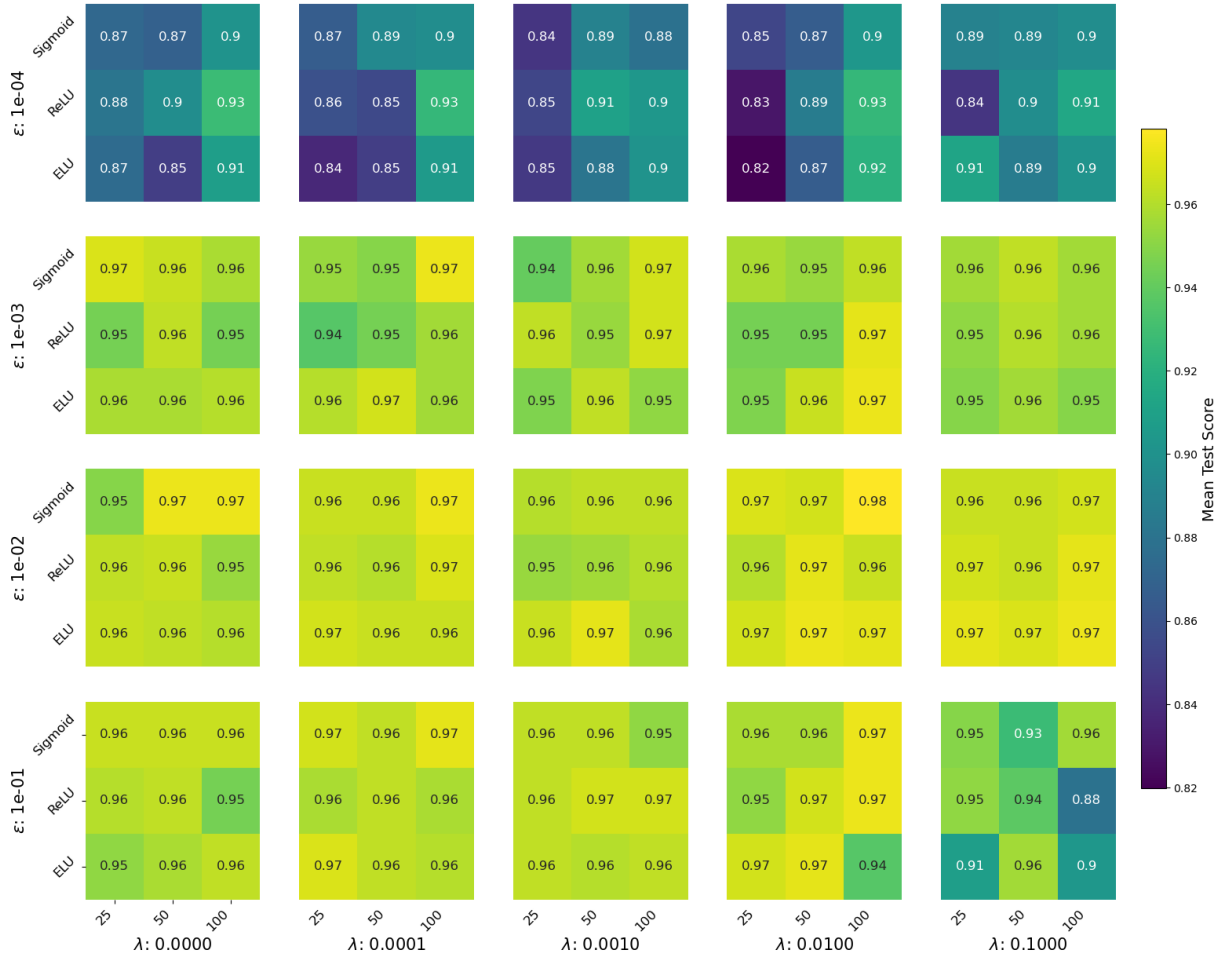 Sigmoid 0.87 0.87 0.9 0.87 0.89 0.9 0.84 0.89 0.88 0.85 0.87 0.9 0.89 0.89 0.9
ε: 1e-04
ReLU 0.88 0.9 0.93 0.86 0.85 0.93 0.85 0.91 0.9 0.83 0.89 0.93 0.84 0.9 0.91
ELU 0.87 0.85 0.91 0.84 0.85 0.91 0.85 0.88 0.9 0.82 0.87 0.92 0.91 0.89 0.9
Sigmoid 0.97 0.96 0.96 0.95 0.95 0.97 0.94 0.96 0.97 0.96 0.95 0.96 0.96 0.96 0.96
ε: 1e-03
ReLU 0.95 0.96 0.95 0.94 0.95 0.96 0.96 0.95 0.97 0.95 0.95 0.97 0.95 0.96 0.96
ELU 0.96 0.96 0.96 0.96 0.97 0.96 0.95 0.96 0.95 0.95 0.96 0.97 0.95 0.96 0.95
Sigmoid 0.95 0.97 0.97 0.96 0.96 0.97 0.96 0.96 0.96 0.97 0.97 0.98 0.96 0.96 0.97
ε: 1e-02
ReLU 0.96 0.96 0.95 0.96 0.96 0.97 0.95 0.96 0.96 0.96 0.97 0.96 0.97 0.96 0.97
ELU 0.96 0.96 0.96 0.97 0.96 0.96 0.96 0.97 0.96 0.97 0.97 0.97 0.97 0.97 0.97
Sigmoid 0.96 0.96 0.96 0.97 0.96 0.97 0.96 0.96 0.95 0.96 0.96 0.97 0.95 0.93 0.96
ε: 1e-01
ReLU 0.96 0.96 0.95 0.96 0.96 0.96 0.96 0.97 0.97 0.95 0.97 0.97 0.95 0.94 0.88
ELU 0.95 0.96 0.96 0.97 0.96 0.96 0.96 0.96 0.96 0.97 0.97 0.94 0.91 0.96 0.9
25 50 100 25 50 100 25 50 100 25 50 100 25 50 100
λ: 0.0000 λ: 0.0001 λ: 0.0010 λ: 0.0100 λ: 0.1000
0.96
0.94
0.92
0.90
0.88
0.86
0.84
0.82
Mean Test Score